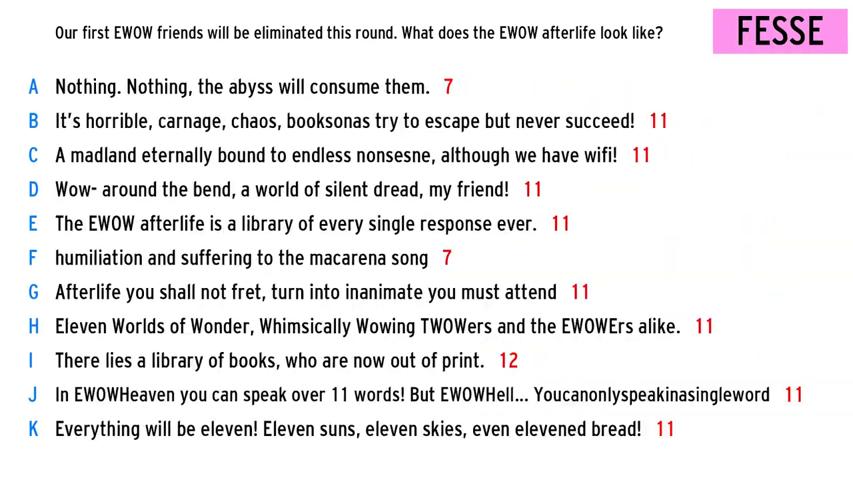 Our first EWOW friends will be eliminated this round. What does the EWOW afterlife look like?
FESSE
A Nothing. Nothing, the abyss will consume them. 7
B It's horrible, carnage, chaos, booksonas try to escape but never succeed! 11
C A madland eternally bound to endless nonsesne, although we have wifi! 11
D Wow- around the bend, a world of silent dread, my friend! 11
E The EWOW afterlife is a library of every single response ever. 11
F humiliation and suffering to the macarena song 7
G Afterlife you shall not fret, turn into inanimate you must attend 11
H Eleven Worlds of Wonder, Whimsically Wowing TWOWers and the EWOWErs alike. 11
I There lies a library of books, who are now out of print. 12
J In EWOWHeaven you can speak over 11 words! But EWOWHell... Youcanonlyspeakinasingleword 11
K Everything will be eleven! Eleven suns, eleven skies, even elevened bread! 11